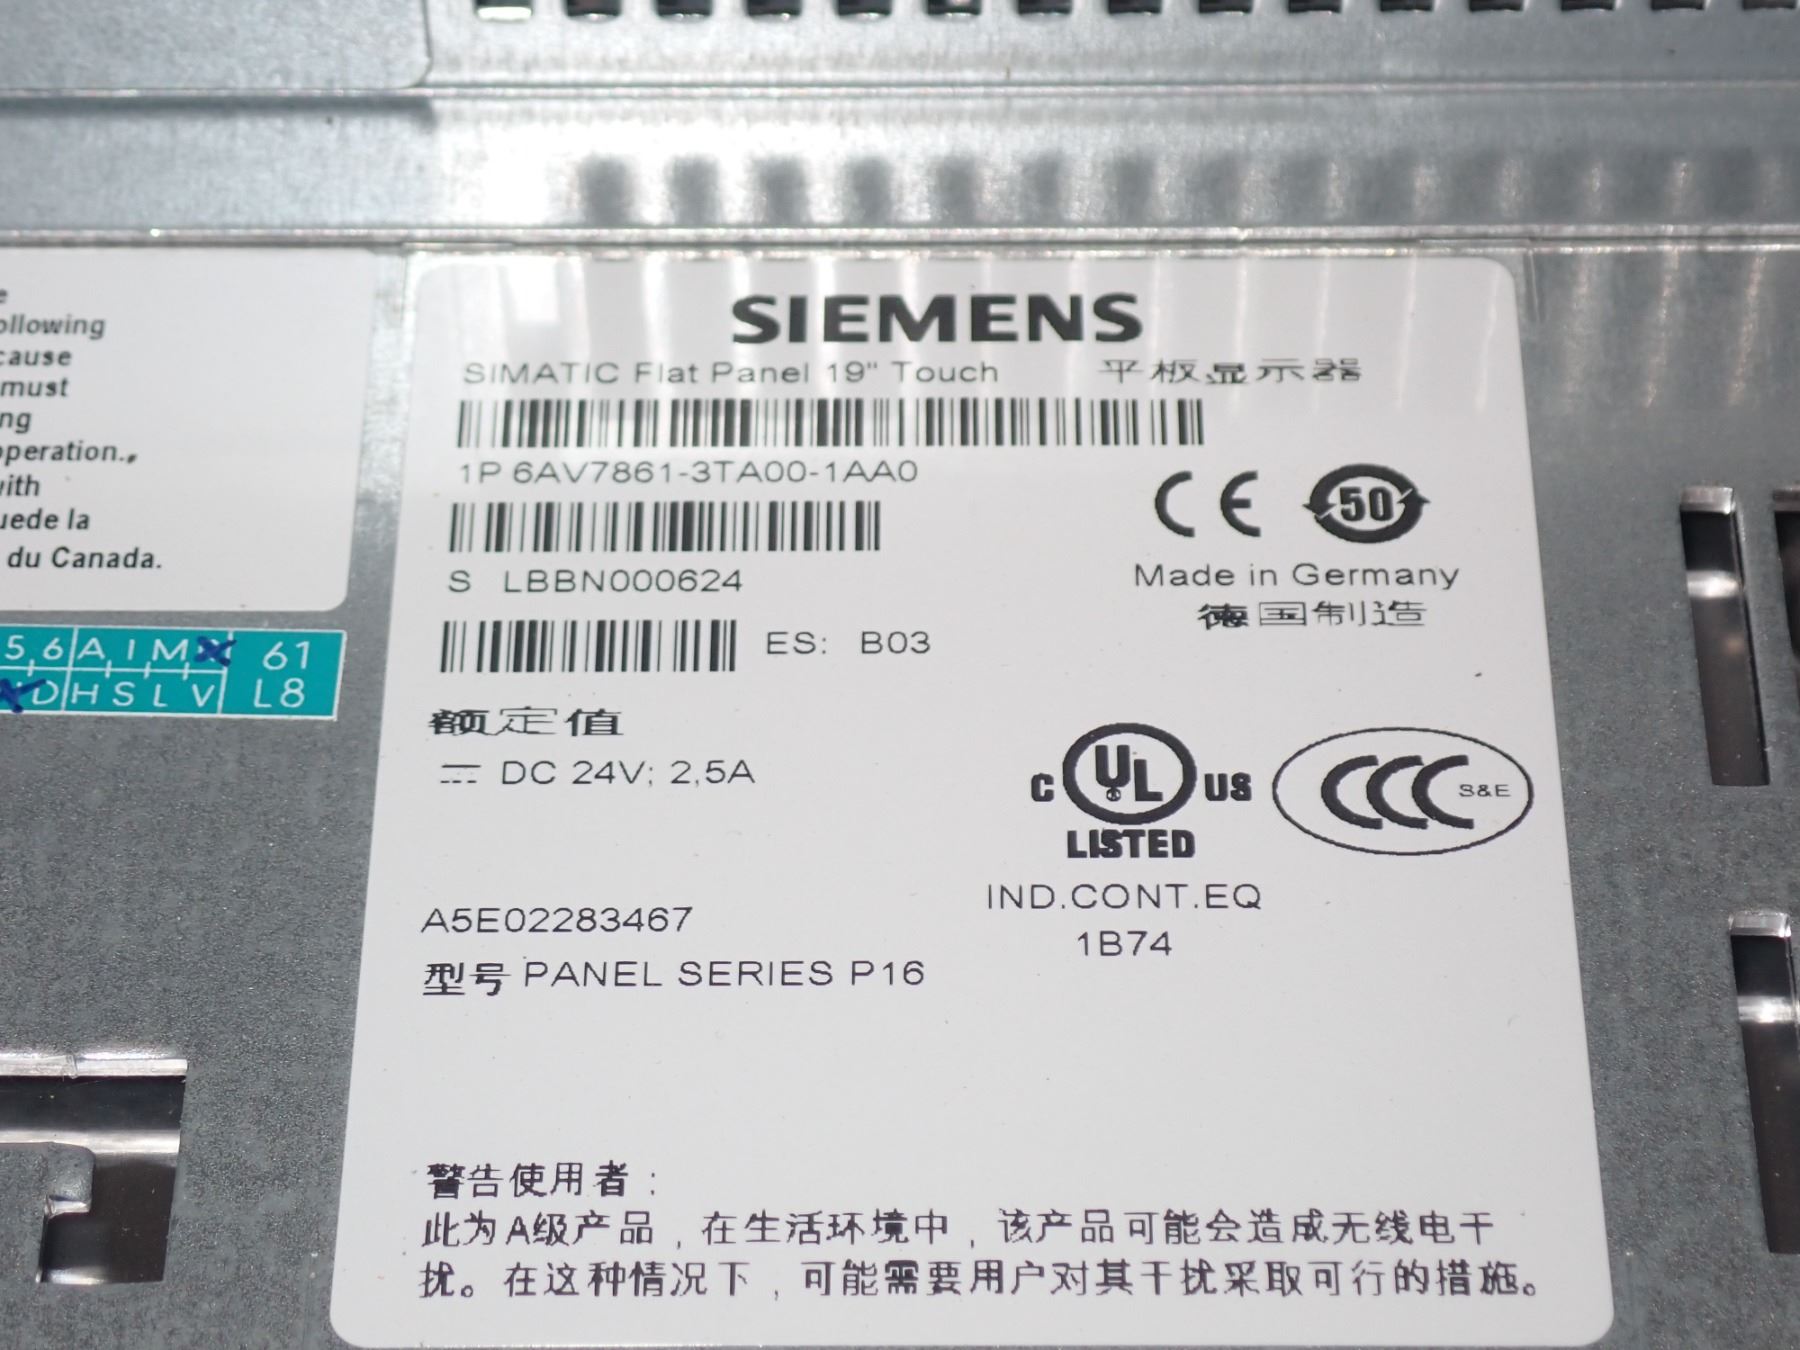 ollowing
cause
must
ng
operation.
with
uede la
du Canada.
5,6 A I M 61
D H S L V L8
SIEMENS
SIMATIC Flat Panel 19" Touch 平板显示器
1P 6AV7861-3TA00-1AA0
S LBBN000624
ES: B03
CE 50
Made in Germany
德国制造
额定值
DC 24V; 2,5A
C UL US
LISTED
CCC S&E
IND.CONT.EQ
1B74
A5E02283467
型号 PANEL SERIES P16
警告使用者：
此为A级产品，在生活环境中，该产品可能会造成无线电干
扰。在这种情况下，可能需要用户对其干扰采取可行的措施。